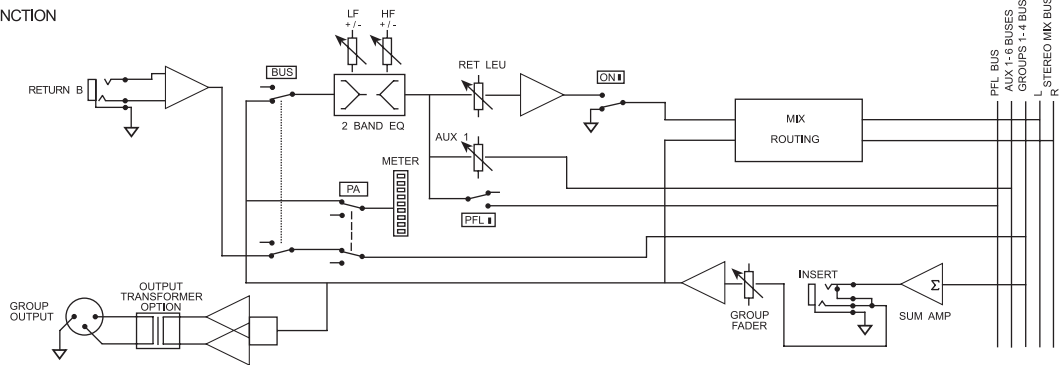 NCTION
LF
+ / -
HF
+ / -
RETURN B
BUS
2 BAND EQ
RET LEU
ON
AUX 1
METER
PA
PFL
MIX
ROUTING
PFL BUS
AUX 1-6 BUSES
GROUPS 1-4 BUS
L
R
STEREO MIX BUS
GROUP
OUTPUT
OUTPUT
TRANSFORMER
OPTION
GROUP
FADER
INSERT
Σ
SUM AMP